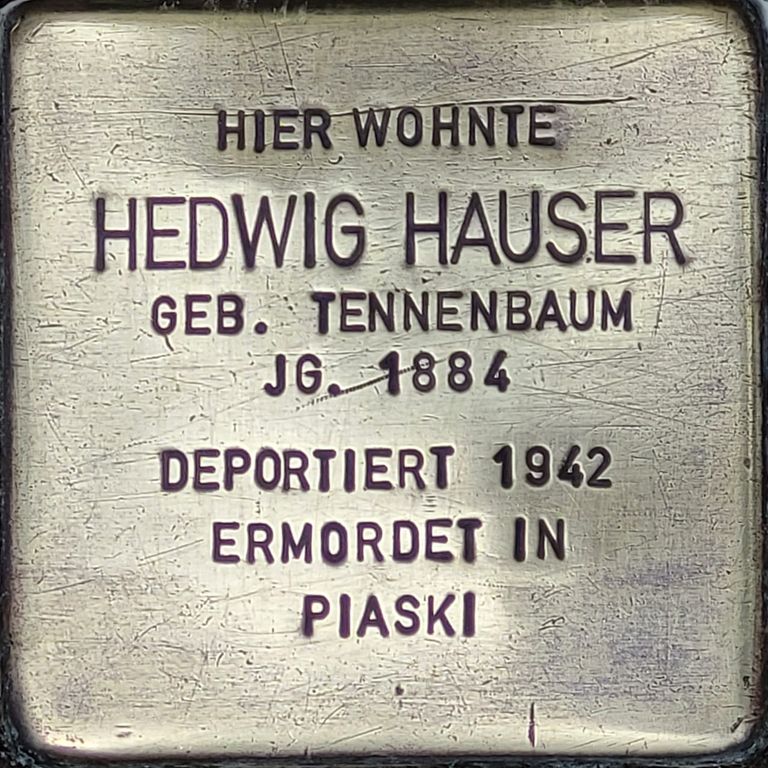 HIER WOHNTE
HEDWIG HAUSER
GEB. TENNENBAUM
JG. 1884
DEPORTIERT 1942
ERMORDET IN
PIASKI